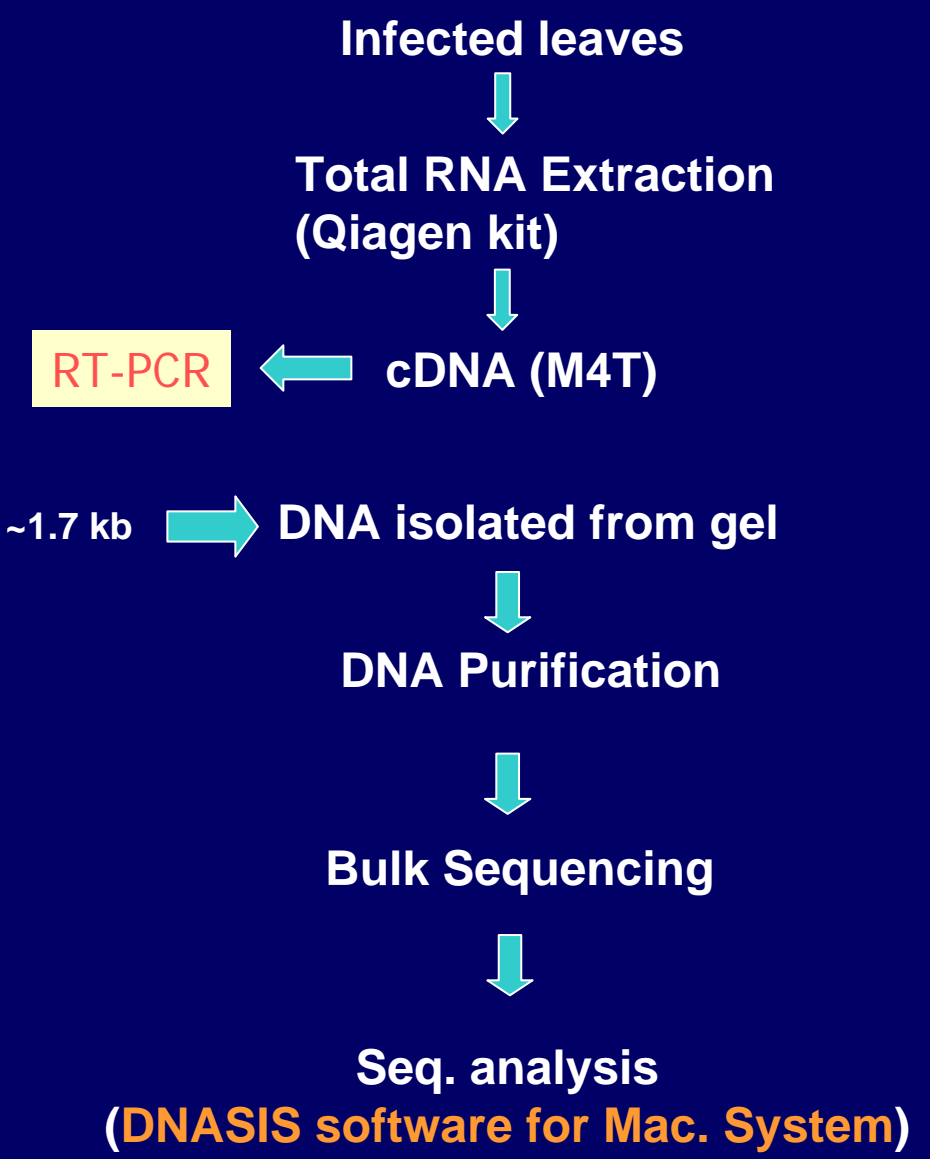 Infected leaves
Total RNA Extraction
(Qiagen kit)
RT-PCR
cDNA (M4T)
~1.7 kb
DNA isolated from gel
DNA Purification
Bulk Sequencing
Seq. analysis
(DNASIS software for Mac. System)